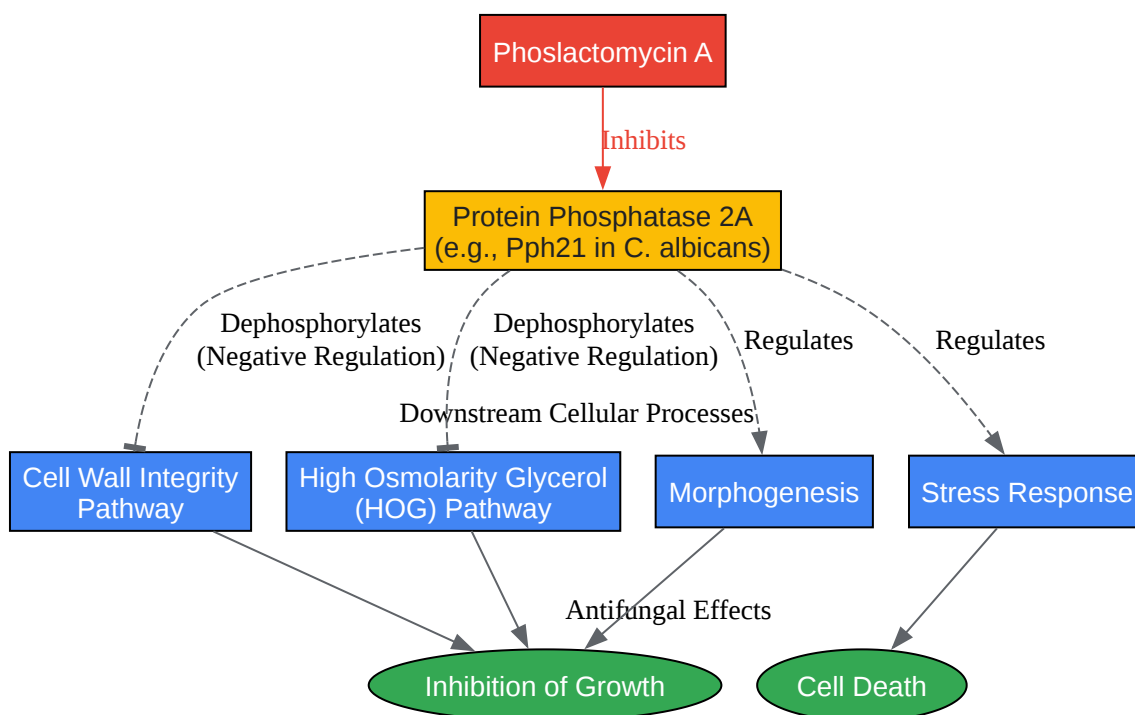 Phoslactomycin A
Inhibits
Protein Phosphatase 2A
(e.g., Pph21 in C. albicans)
Dephosphorylates
(Negative Regulation)
Dephosphorylates
(Negative Regulation)
Regulates
Regulates
Downstream Cellular Processes
Cell Wall Integrity
Pathway
High Osmolarity Glycerol
(HOG) Pathway
Morphogenesis
Stress Response
Antifungal Effects
Inhibition of Growth
Cell Death